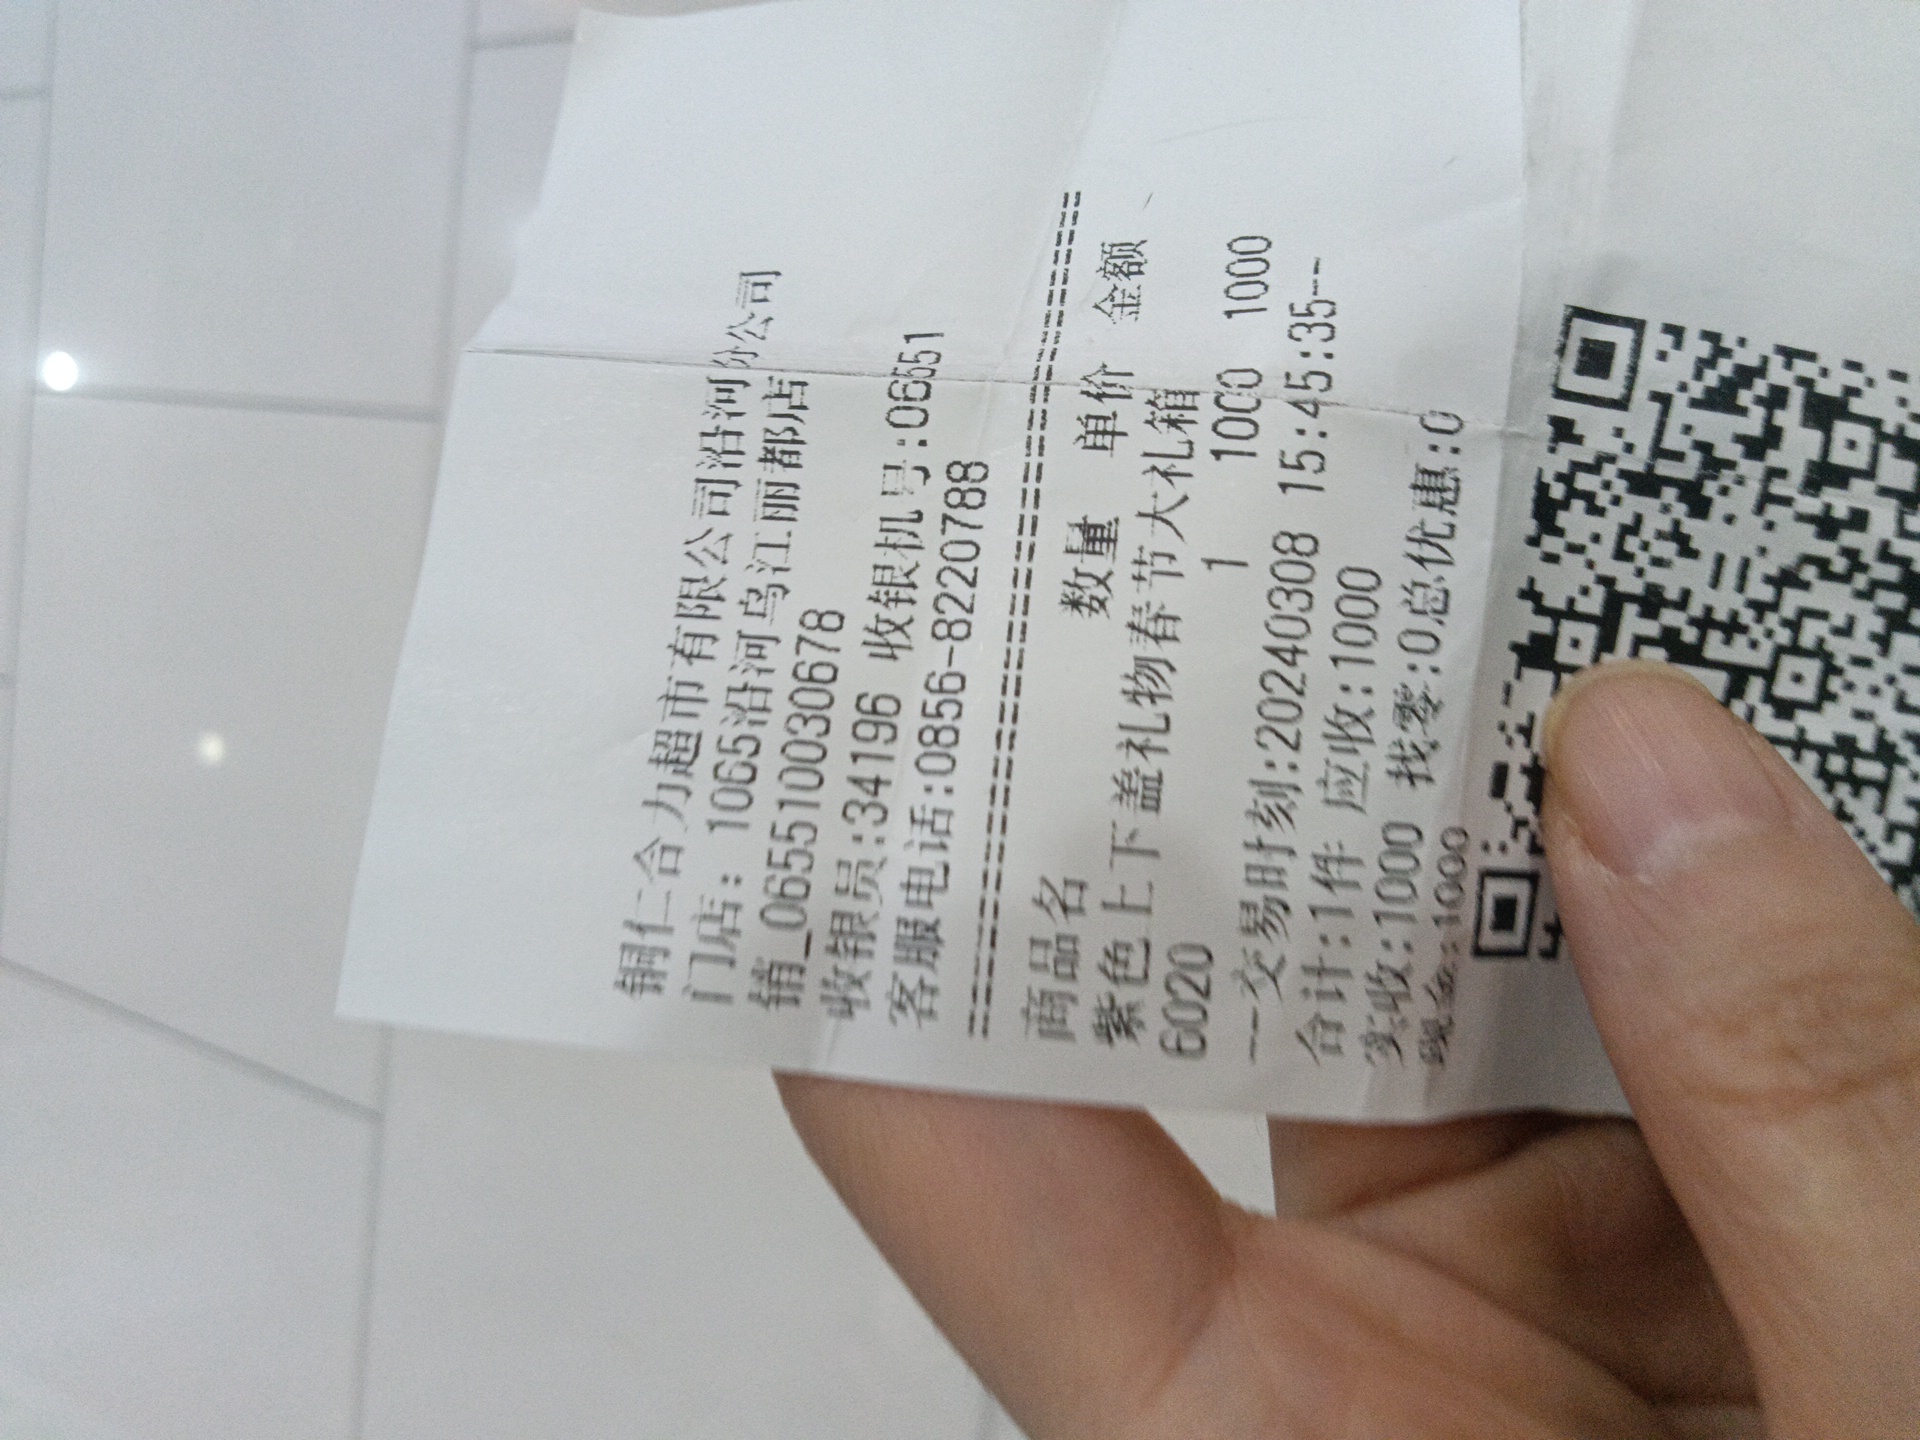 铜仁合力超市有限公司沿河分公司
门店：1065沿河乌江丽都店
销_06551003​0678
收银员:34196 收银机号:06551
客服电话:0856-8220788
商品名 数量 单价 金额
紫色上下盖礼物春节大礼箱
6020 1 1000 1000
--交易时刻:20240308 15:45:35--
合计:1件 应收:1000
实收:1000 找零:0总优惠:0
现金:1000